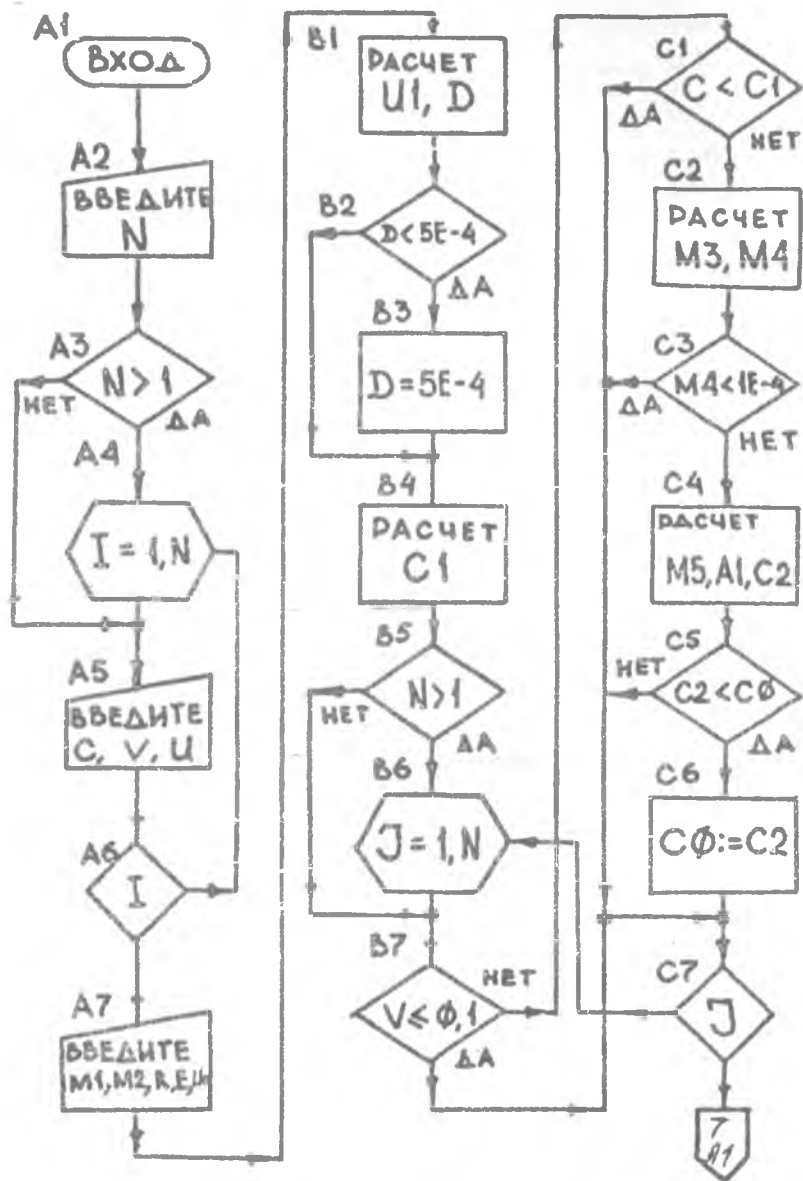 A1
ВХОД
A2
ВВЕДИТЕ
N
A3
N > 1
НЕТ
ДА
A4
I = 1, N
A5
ВВЕДИТЕ
C, V, U
A6
I
A7
ВВЕДИТЕ
M1, M2, R, E,
B1
РАСЧЕТ
U1, D
B2
D < 5E-4
ДА
B3
D = 5E-4
B4
РАСЧЕТ
C1
B5
N > 1
НЕТ
ДА
B6
J = 1, N
B7
V ≤ Ø, 1
НЕТ
ДА
C1
C < C1
ДА
НЕТ
C2
РАСЧЕТ
M3, M4
C3
M4 < 1E-4
ДА
НЕТ
C4
РАСЧЕТ
M5, A1, C2
C5
НЕТ
C2 < CØ
ДА
C6
CØ := C2
C7
J
7
A1